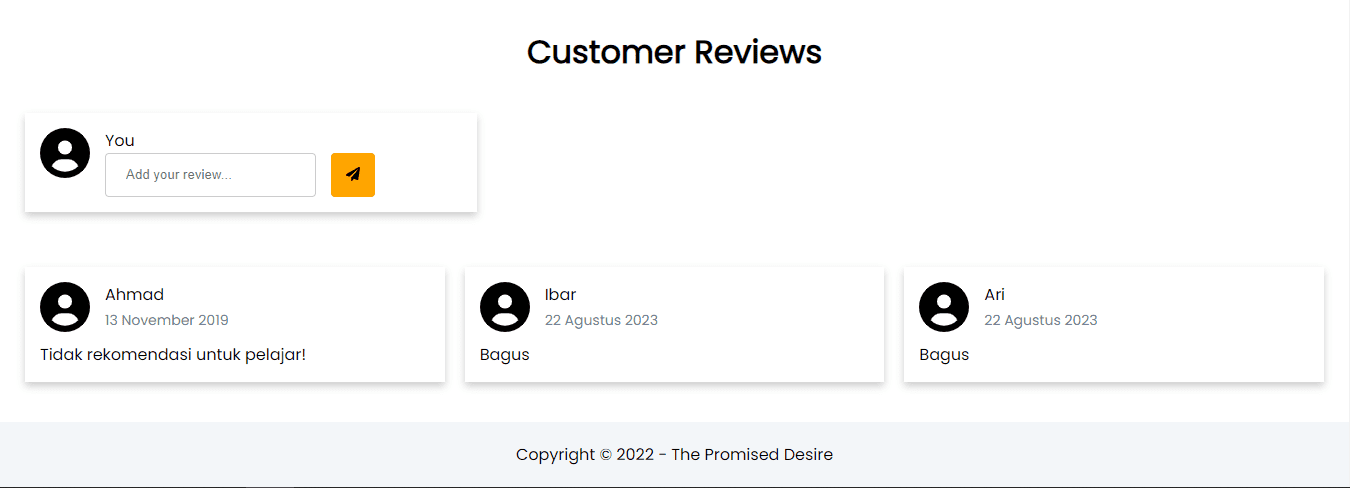 Customer Reviews
You
Add your review...
Ahmad
13 November 2019
Tidak rekomendasi untuk pelajar!
Ibar
22 Agustus 2023
Bagus
Ari
22 Agustus 2023
Bagus
Copyright © 2022 - The Promised Desire